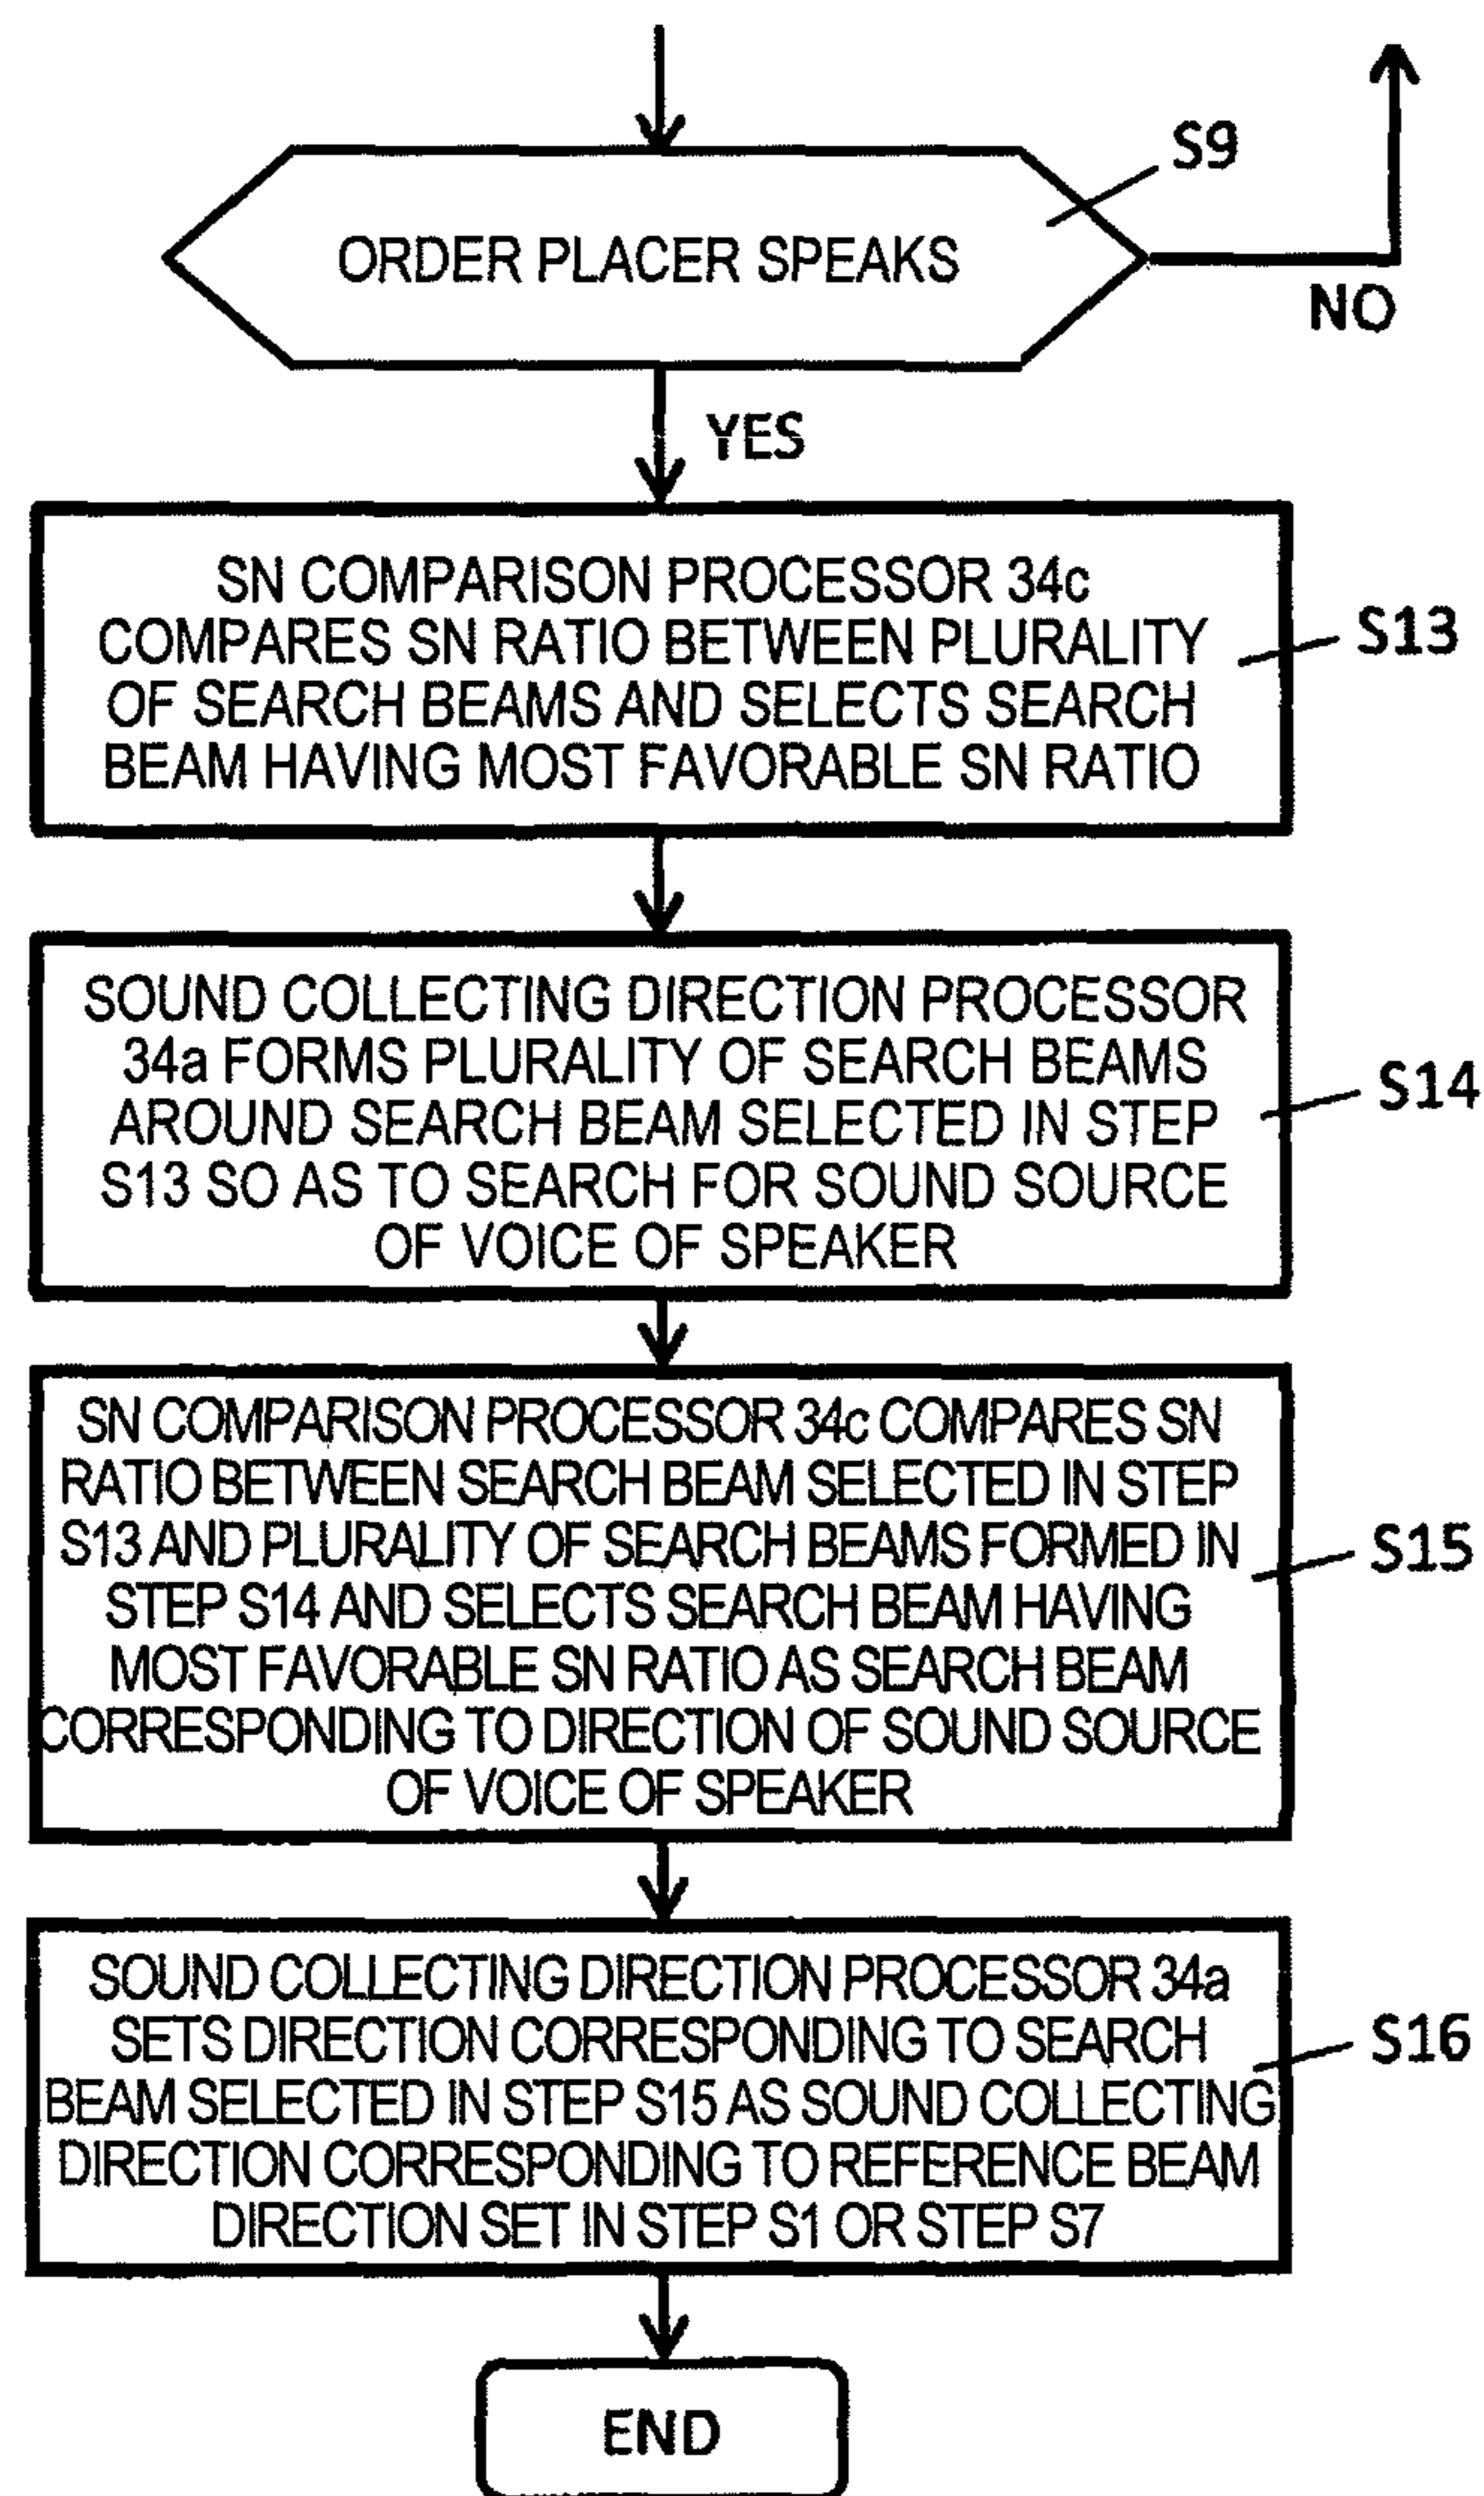 S9
ORDER PLACER SPEAKS
NO
YES
SN COMPARISON PROCESSOR 34c
COMPARES SN RATIO BETWEEN PLURALITY
OF SEARCH BEAMS AND SELECTS SEARCH
BEAM HAVING MOST FAVORABLE SN RATIO
S13
SOUND COLLECTING DIRECTION PROCESSOR
34a FORMS PLURALITY OF SEARCH BEAMS
AROUND SEARCH BEAM SELECTED IN STEP
S13 SO AS TO SEARCH FOR SOUND SOURCE
OF VOICE OF SPEAKER
S14
SN COMPARISON PROCESSOR 34c COMPARES SN
RATIO BETWEEN SEARCH BEAM SELECTED IN STEP
S13 AND PLURALITY OF SEARCH BEAMS FORMED IN
STEP S14 AND SELECTS SEARCH BEAM HAVING
MOST FAVORABLE SN RATIO AS SEARCH BEAM
CORRESPONDING TO DIRECTION OF SOUND SOURCE
OF VOICE OF SPEAKER
S15
SOUND COLLECTING DIRECTION PROCESSOR 34a
SETS DIRECTION CORRESPONDING TO SEARCH
BEAM SELECTED IN STEP S15 AS SOUND COLLECTING
DIRECTION CORRESPONDING TO REFERENCE BEAM
DIRECTION SET IN STEP S1 OR STEP S7
S16
END